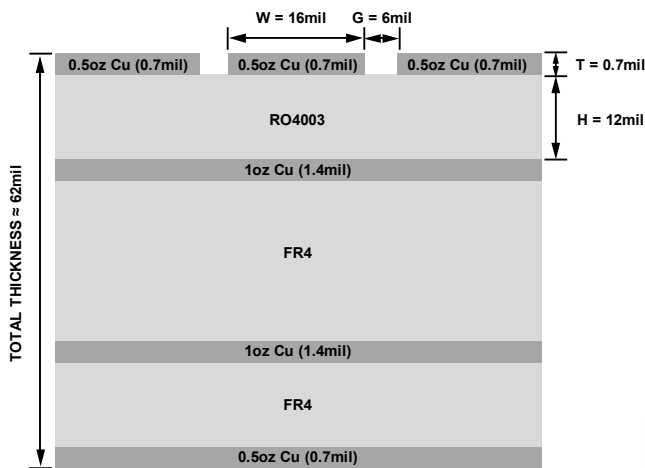 W = 16mil G = 6mil
0.5oz Cu (0.7mil) 0.5oz Cu (0.7mil) 0.5oz Cu (0.7mil) T = 0.7mil
RO4003 H = 12mil
1oz Cu (1.4mil)
TOTAL THICKNESS ≈ 62mil
FR4
1oz Cu (1.4mil)
FR4
0.5oz Cu (0.7mil)